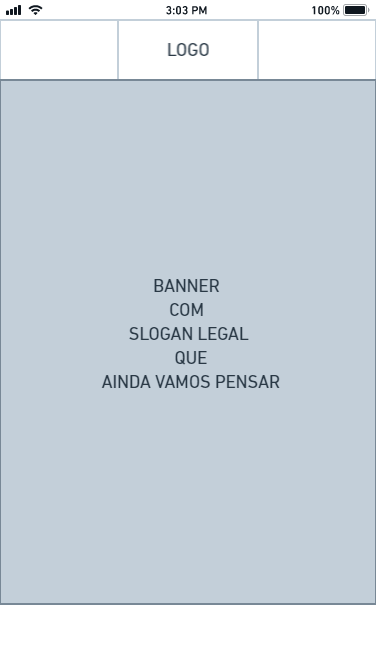 3:03 PM
100%
LOGO
BANNER
COM
SLOGAN LEGAL
QUE
AINDA VAMOS PENSAR